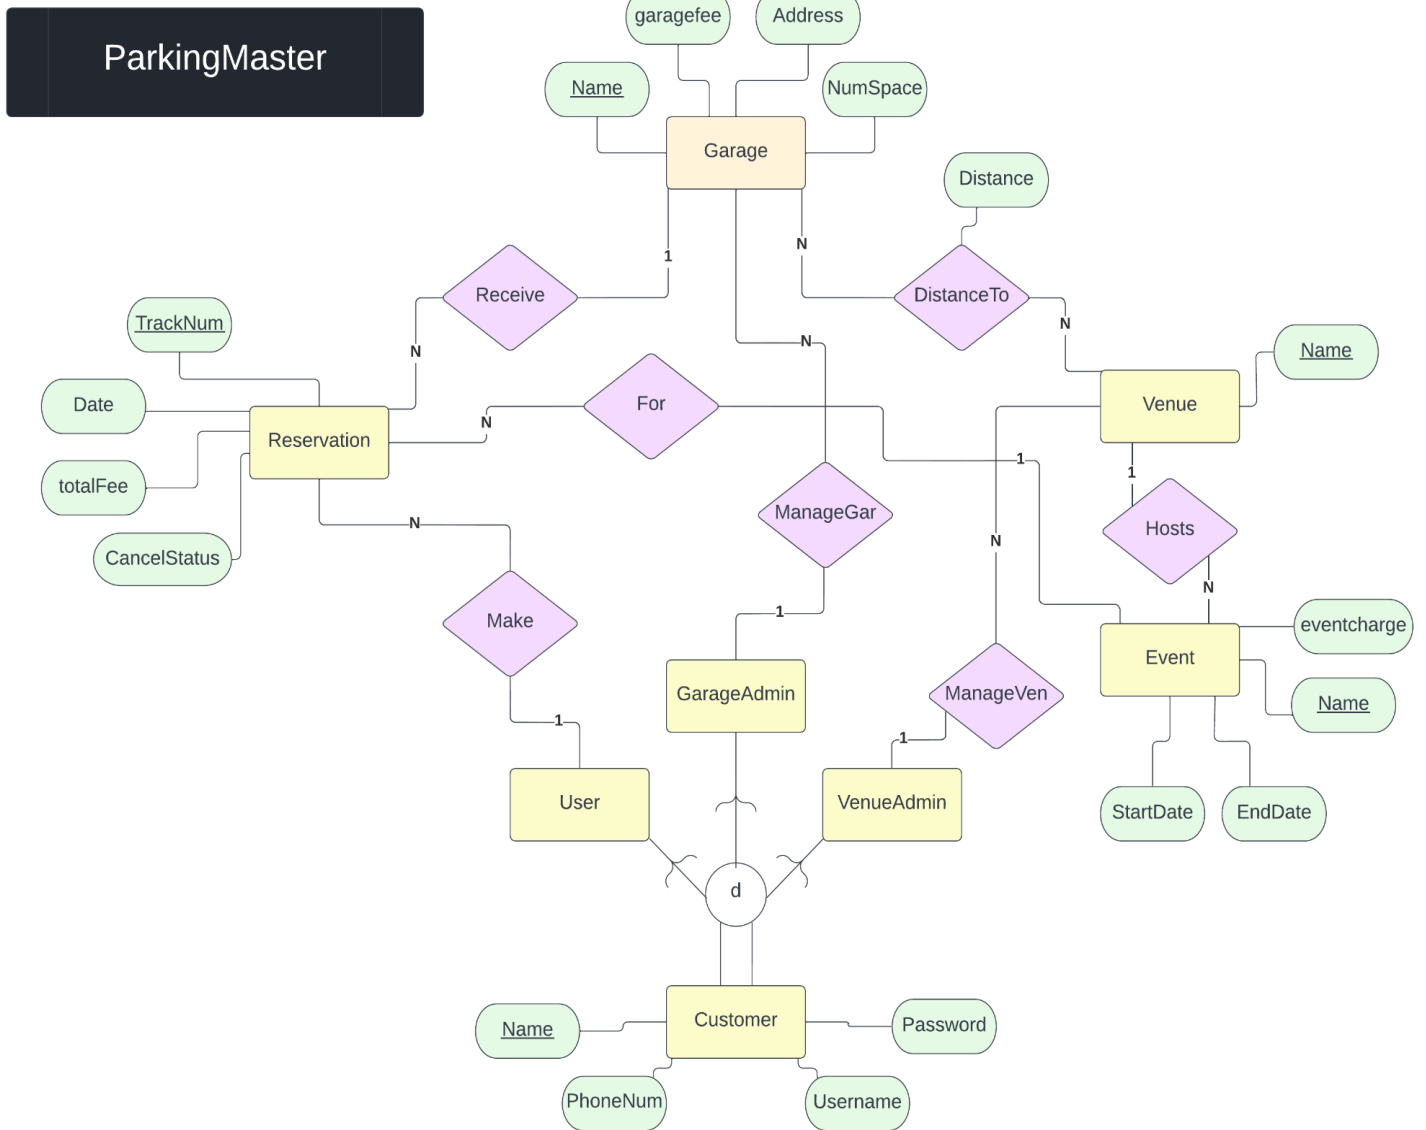 ParkingMaster
garagefee
Address
Name
NumSpace
Garage
Distance
1
N
Receive
DistanceTo
TrackNum
N
N
N
Name
Date
For
Venue
N
Reservation
1
1
totalFee
ManageGar
N
Hosts
N
CancelStatus
N
Make
1
eventcharge
Event
GarageAdmin
ManageVen
Name
1
1
User
VenueAdmin
StartDate
EndDate
d
Customer
Name
Password
PhoneNum
Username